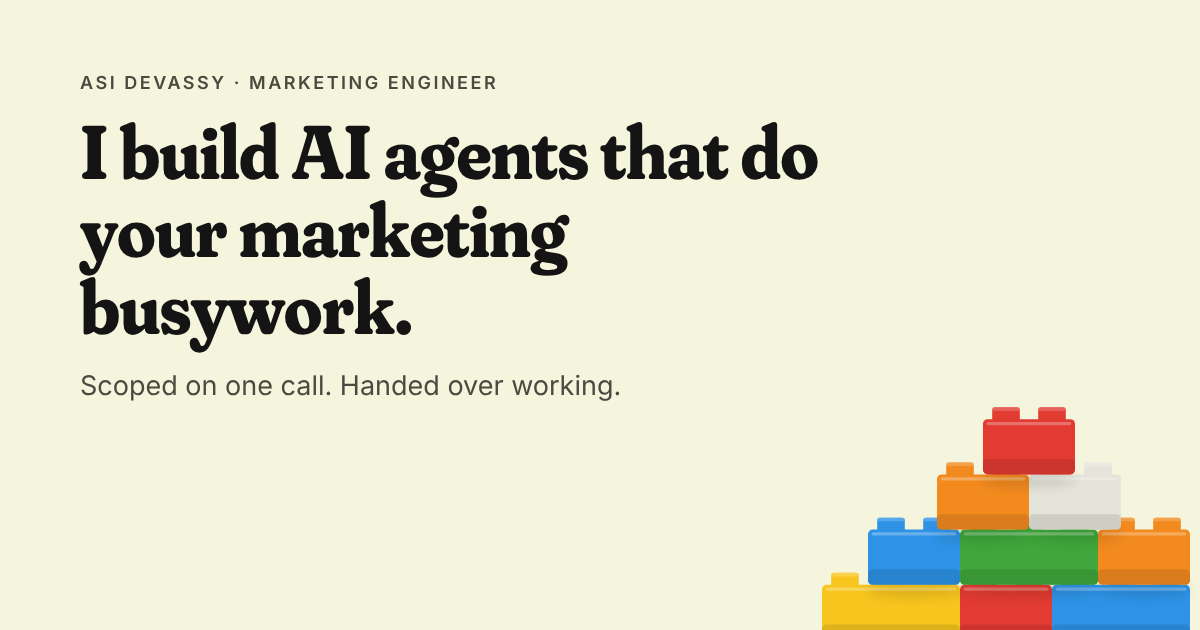 ASI DEVASSY · MARKETING ENGINEER
I build AI agents that do
your marketing
busywork.
Scoped on one call. Handed over working.